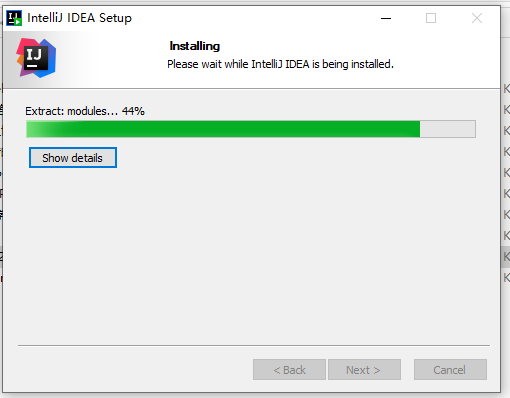 IntelliJ IDEA Setup
IJ
Installing
Please wait while IntelliJ IDEA is being installed.
Extract: modules... 44%
Show details
< Back
Next >
Cancel